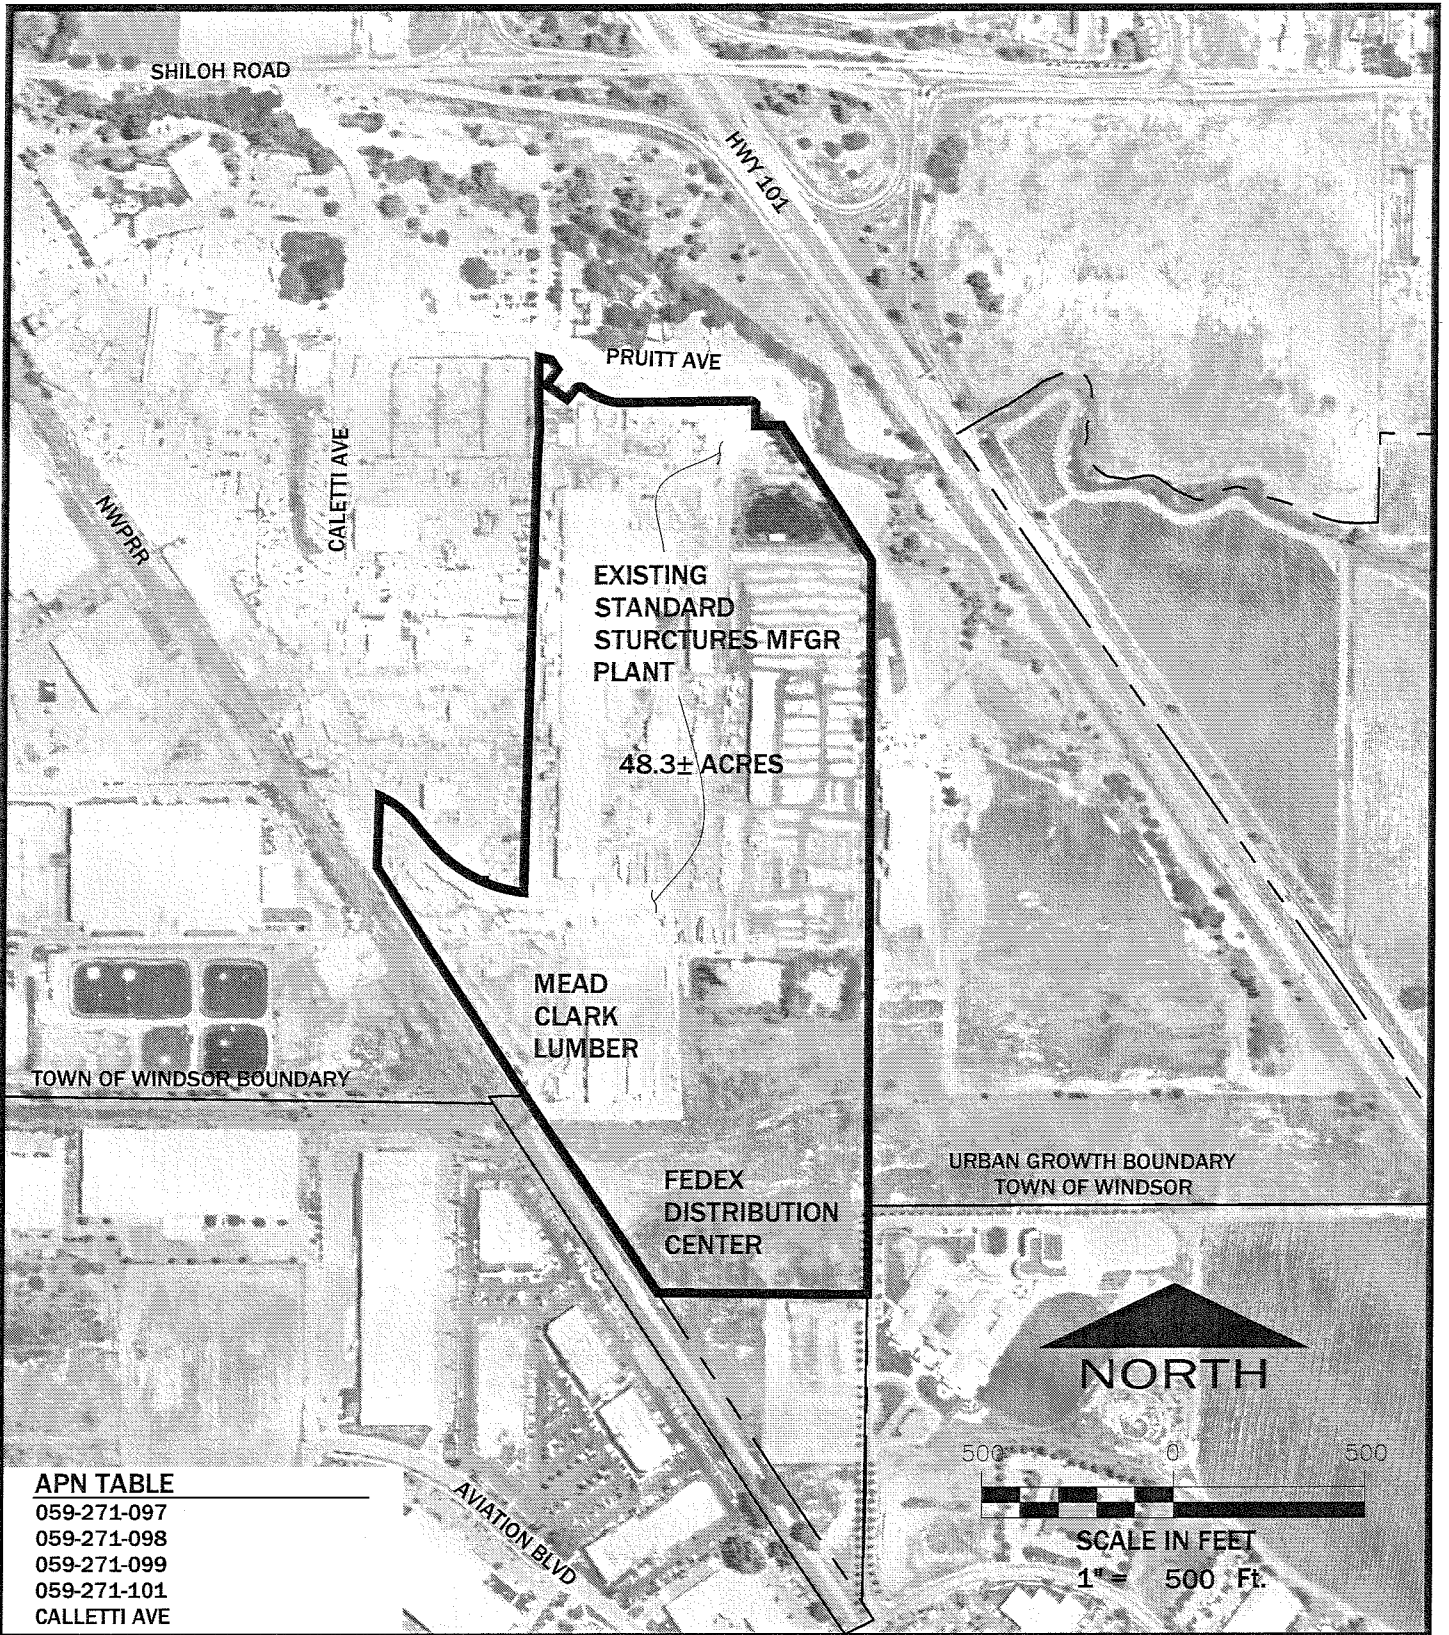 SHILOH ROAD
HWY 101
PRUITT AVE
CALETTI AVE
NWPRR
EXISTING
STANDARD
STURCTURES MFGR
PLANT
48.3± ACRES
MEAD
CLARK
LUMBER
TOWN OF WINDSOR BOUNDARY
URBAN GROWTH BOUNDARY
TOWN OF WINDSOR
FEDEX
DISTRIBUTION
CENTER
NORTH
500 0 500
SCALE IN FEET
1" = 500 Ft.
AVIATION BLVD
APN TABLE
059-271-097
059-271-098
059-271-099
059-271-101
CALLETTI AVE